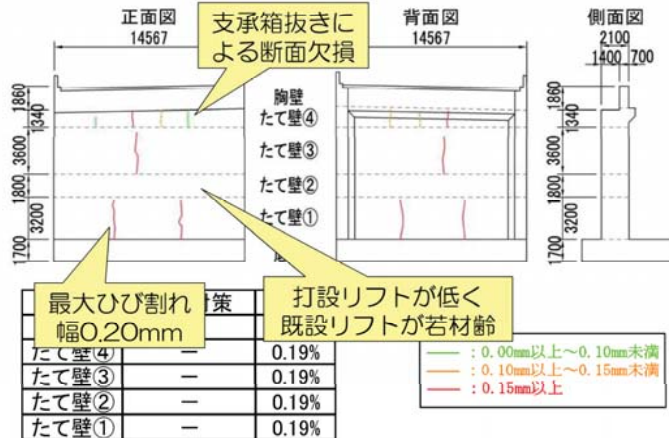 正面図
14567
支承箱抜きに
よる断面欠損
背面図
14567
側面図
2100
1400 700
1860
1340
3600
1800
3200
1700
胸壁
たて壁④
たて壁③
たて壁②
たて壁①
1860
1340
3600
1800
3200
1700
最大ひび割れ
幅0.20mm
打設リフトが低く
既設リフトが若材齢
策
たて壁④ － 0.19%
たて壁③ － 0.19%
たて壁② － 0.19%
たて壁① － 0.19%
：0.00mm以上～0.10mm未満
：0.10mm以上～0.15mm未満
：0.15mm以上